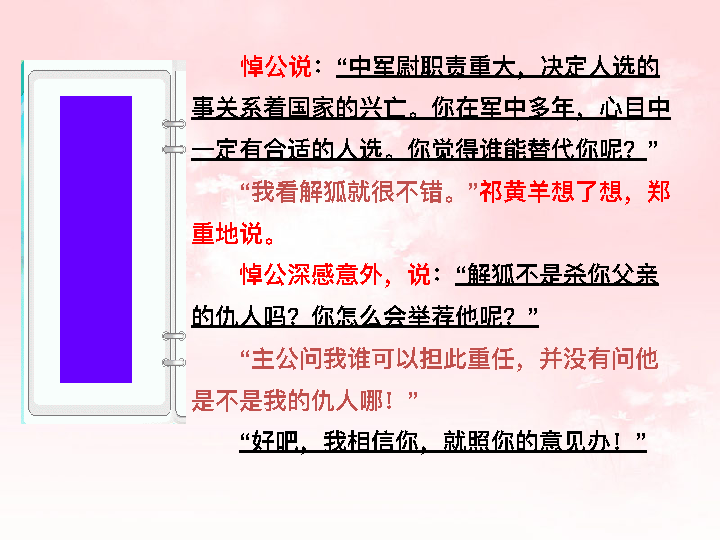 悼公说：“中军尉职责重大，决定人选的
事关系着国家的兴亡。你在军中多年，心目中
一定有合适的人选。你觉得谁能替代你呢？”
“我看解狐就很不错。”祁黄羊想了想，郑
重地说。
悼公深感意外，说：“解狐不是杀你父亲
的仇人吗？你怎么会举荐他呢？”
“主公问我谁可以担此重任，并没有问他
是不是我的仇人哪！”
“好吧，我相信你，就照你的意见办！”